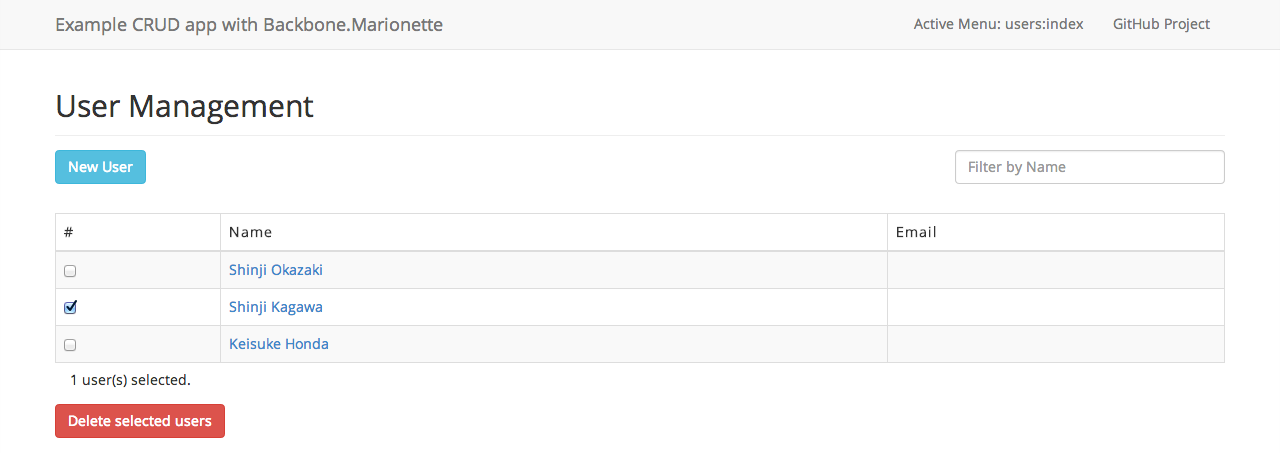 Example CRUD app with Backbone.Marionette Active Menu: users:index GitHub Project
User Management
New User Filter by Name
# Name Email
Shinji Okazaki
Shinji Kagawa
Keisuke Honda
1 user(s) selected.
Delete selected users